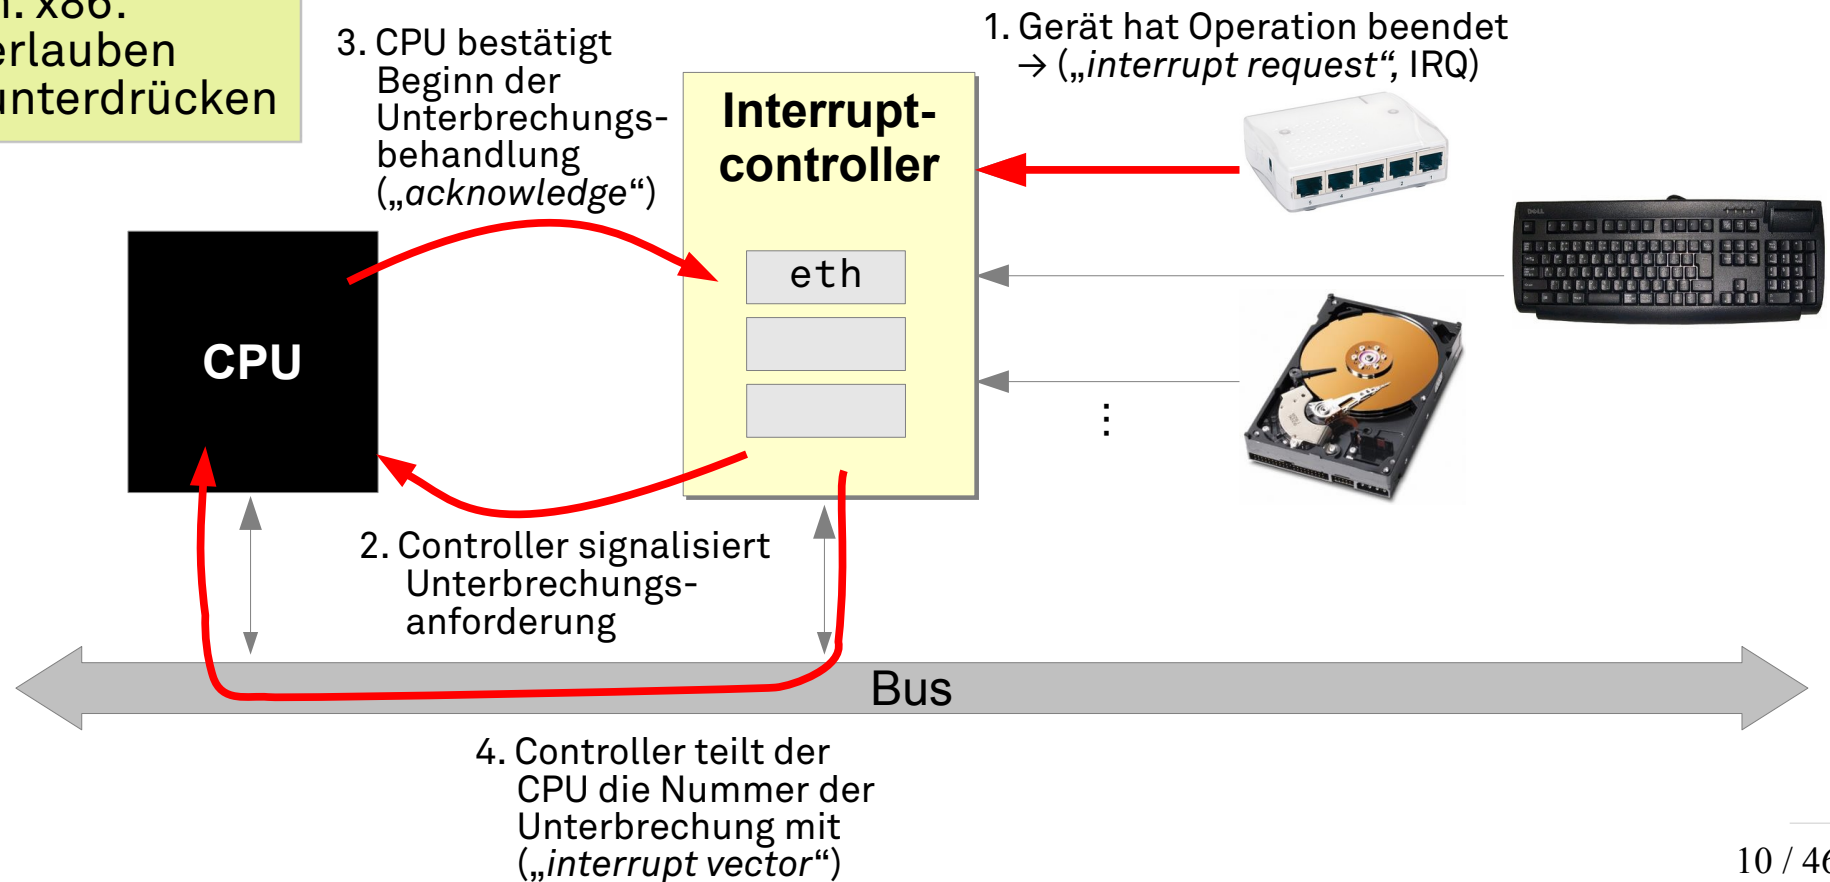 x86:
erlauben
unterdrücken
3. CPU bestätigt
Beginn der
Unterbrechungs-
behandlung
(„acknowledge“)
1. Gerät hat Operation beendet
→ („interrupt request“, IRQ)
Interrupt-
controller
DELL
eth
CPU
⋮
2. Controller signalisiert
Unterbrechungs-
anforderung
Bus
4. Controller teilt der
CPU die Nummer der
Unterbrechung mit
(„interrupt vector“)
10 / 46